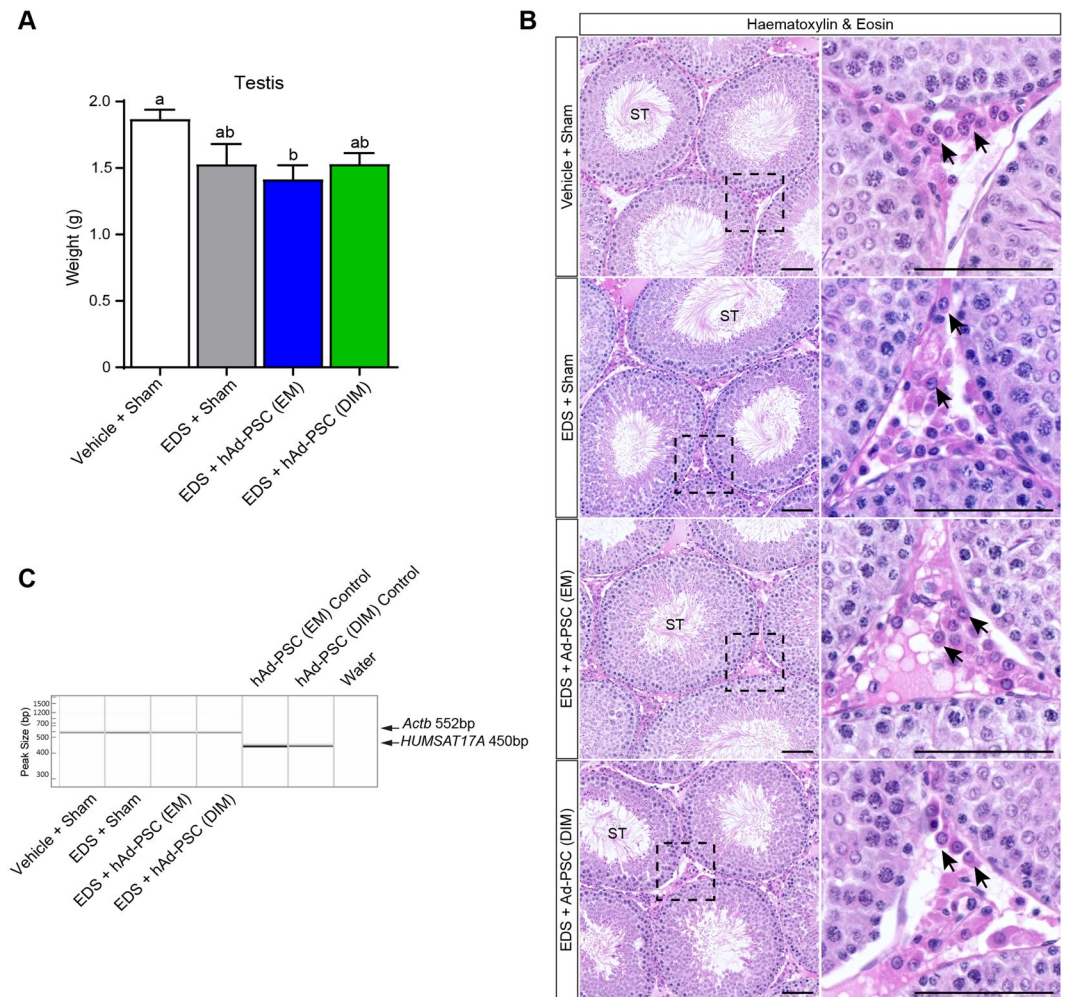 A
Testis
2.0
1.5
1.0
0.5
0
Weight (g)
a
ab
b
ab
Vehicle + Sham
EDS + Sham
EDS + hAd-PSC (EM)
EDS + hAd-PSC (DIM)
B
Haematoxylin & Eosin
Vehicle + Sham
ST
EDS + Sham
ST
EDS + Ad-PSC (EM)
ST
EDS + Ad-PSC (DIM)
ST
C
hAd-PSC (EM) Control
hAd-PSC (DIM) Control
Water
Peak Size (bp)
1500
1200
700
500
400
300
Actb 552bp
HUMSAT17A 450bp
Vehicle + Sham
EDS + Sham
EDS + hAd-PSC (EM)
EDS + hAd-PSC (DIM)